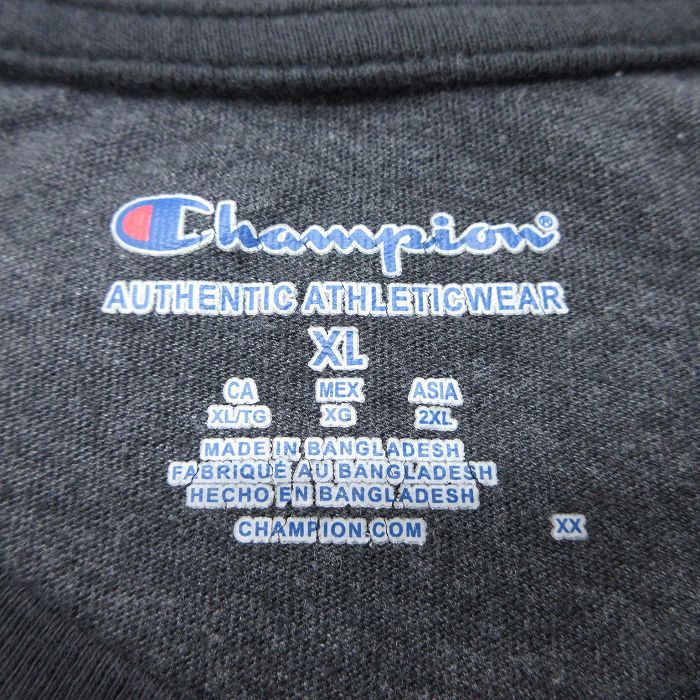 Champion®
AUTHENTIC ATHLETICWEAR
XL
CA MEX ASIA
XL/TG XG 2XL
MADE IN BANGLADESH
FABRIQUÉ AU BANGLADESH
HECHO EN BANGLADESH
CHAMPION.COM XX